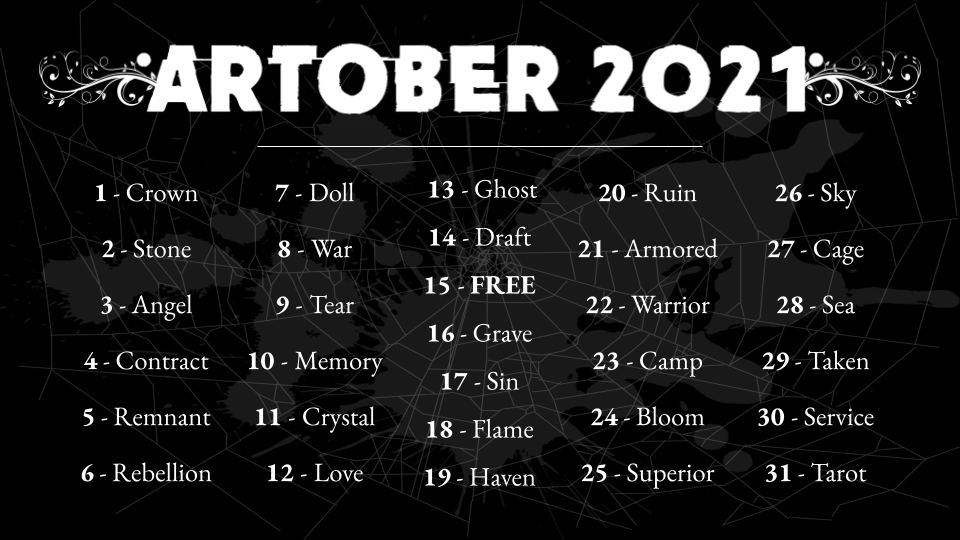 ARTOBER 2021
1 - Crown
2 - Stone
3 - Angel
4 - Contract
5 - Remnant
6 - Rebellion
7 - Doll
8 - War
9 - Tear
10 - Memory
11 - Crystal
12 - Love
13 - Ghost
14 - Draft
15 - FREE
16 - Grave
17 - Sin
18 - Flame
19 - Haven
20 - Ruin
21 - Armored
22 - Warrior
23 - Camp
24 - Bloom
25 - Superior
26 - Sky
27 - Cage
28 - Sea
29 - Taken
30 - Service
31 - Tarot